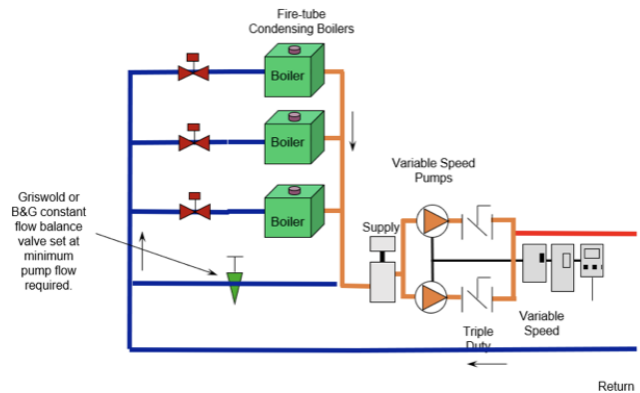 Fire-tube
Condensing Boilers
Boiler
Boiler
Boiler
Griswold or
B&G constant
flow balance
valve set at
minimum
pump flow
required.
Variable Speed
Pumps
Supply
Triple
Duty
Variable
Speed
Return